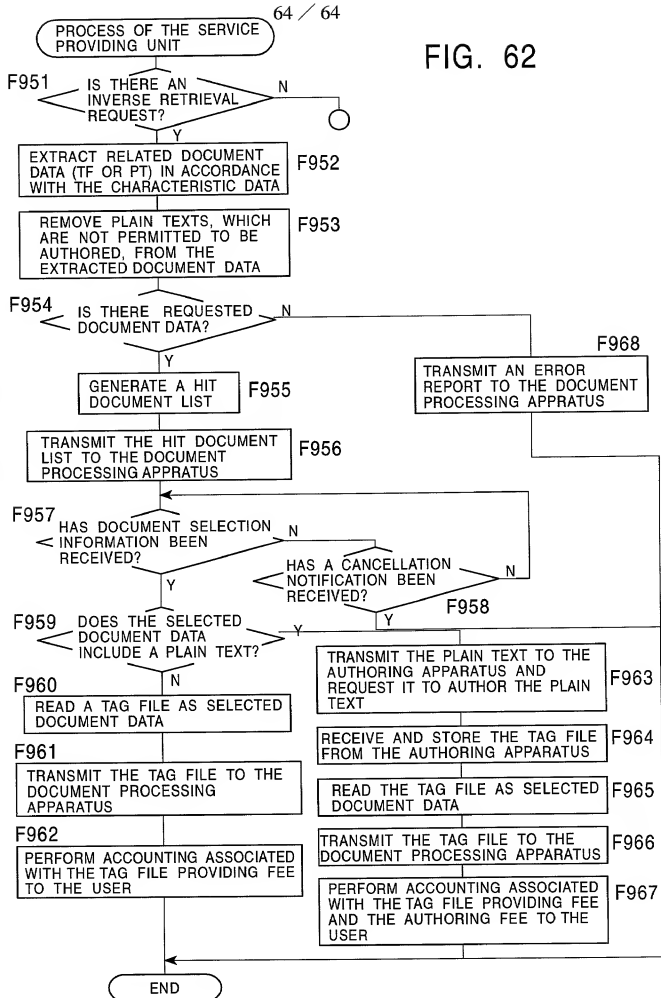 64 / 64
FIG. 62
PROCESS OF THE SERVICE
PROVIDING UNIT
F951
IS THERE AN
INVERSE RETRIEVAL
REQUEST?
N
Y
EXTRACT RELATED DOCUMENT
DATA (TF OR PT) IN ACCORDANCE
WITH THE CHARACTERISTIC DATA
F952
REMOVE PLAIN TEXTS, WHICH
ARE NOT PERMITTED TO BE
AUTHORED, FROM THE
EXTRACTED DOCUMENT DATA
F953
F954
IS THERE REQUESTED
DOCUMENT DATA?
N
Y
F968
TRANSMIT AN ERROR
REPORT TO THE DOCUMENT
PROCESSING APPRATUS
GENERATE A HIT
DOCUMENT LIST
F955
TRANSMIT THE HIT DOCUMENT
LIST TO THE DOCUMENT
PROCESSING APPRATUS
F956
F957
HAS DOCUMENT SELECTION
INFORMATION BEEN
RECEIVED?
N
Y
HAS A CANCELLATION
NOTIFICATION BEEN
RECEIVED?
N
F958
Y
F959
DOES THE SELECTED
DOCUMENT DATA
INCLUDE A PLAIN TEXT?
Y
N
F960
READ A TAG FILE AS SELECTED
DOCUMENT DATA
F961
TRANSMIT THE TAG FILE TO THE
DOCUMENT PROCESSING
APPARATUS
F962
PERFORM ACCOUNTING ASSOCIATED
WITH THE TAG FILE PROVIDING FEE
TO THE USER
TRANSMIT THE PLAIN TEXT TO THE
AUTHORING APPARATUS AND
REQUEST IT TO AUTHOR THE PLAIN
TEXT
F963
RECEIVE AND STORE THE TAG FILE
FROM THE AUTHORING APPARATUS
F964
READ THE TAG FILE AS SELECTED
DOCUMENT DATA
F965
TRANSMIT THE TAG FILE TO THE
DOCUMENT PROCESSING APPARATUS
F966
PERFORM ACCOUNTING ASSOCIATED
WITH THE TAG FILE PROVIDING FEE
AND THE AUTHORING FEE TO THE
USER
F967
END